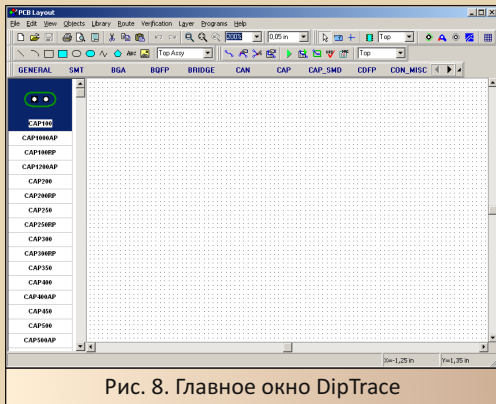 PCB Layout
File Edit View Objects Library Route Verification Layer Programs Help
200% 0,05 in Top
Abc Top Assy Top
GENERAL SMT BGA BQFP BRIDGE CAN CAP CAP_SMD CDFP CON_MISC
CAP100
CAP1000AP
CAP100RP
CAP1200AP
CAP200
CAP200RP
CAP250
CAP250RP
CAP300
CAP300RP
CAP350
CAP400
CAP400AP
CAP450
CAP500
CAP500AP
X=-1,25 in Y=1,35 in
Рис. 8. Главное окно DipTrace